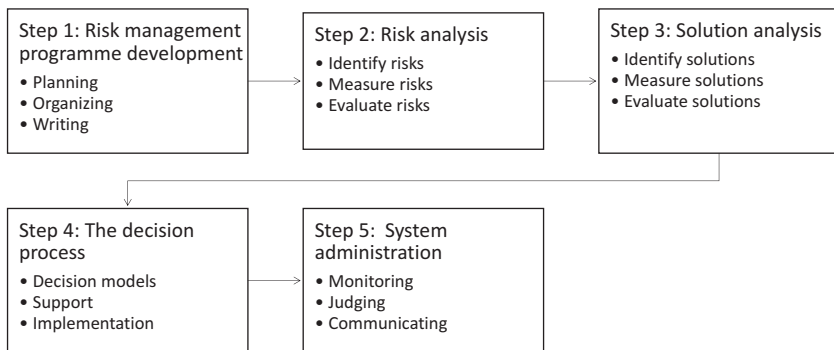 Step 1: Risk management
programme development
• Planning
• Organizing
• Writing
Step 2: Risk analysis
• Identify risks
• Measure risks
• Evaluate risks
Step 3: Solution analysis
• Identify solutions
• Measure solutions
• Evaluate solutions
Step 4: The decision
process
• Decision models
• Support
• Implementation
Step 5: System
administration
• Monitoring
• Judging
• Communicating